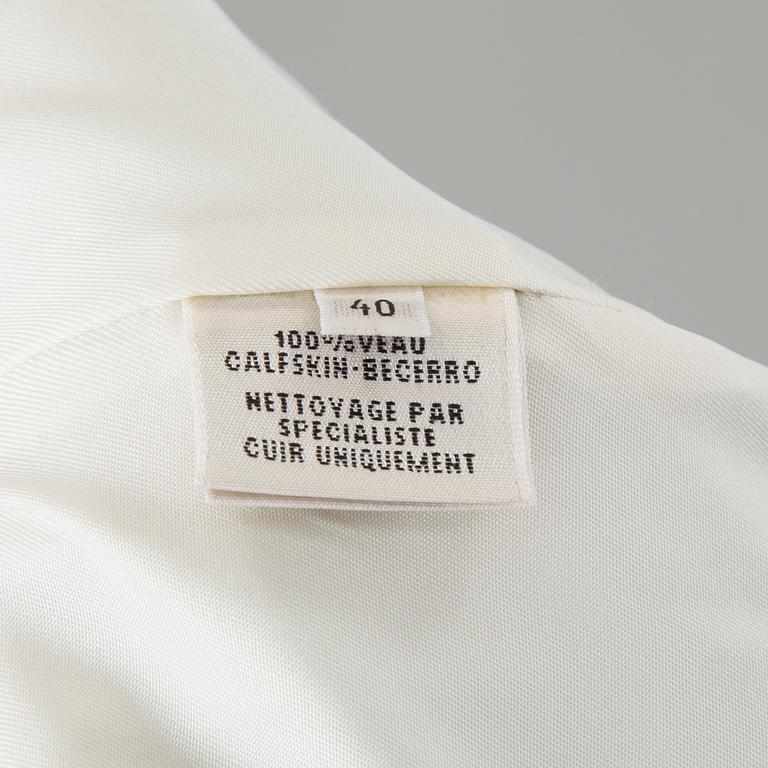 40
100%VEAU
CALFSKIN-BECERRO
NETTOYAGE PAR
SPECIALISTE
CUIR UNIQUEMENT